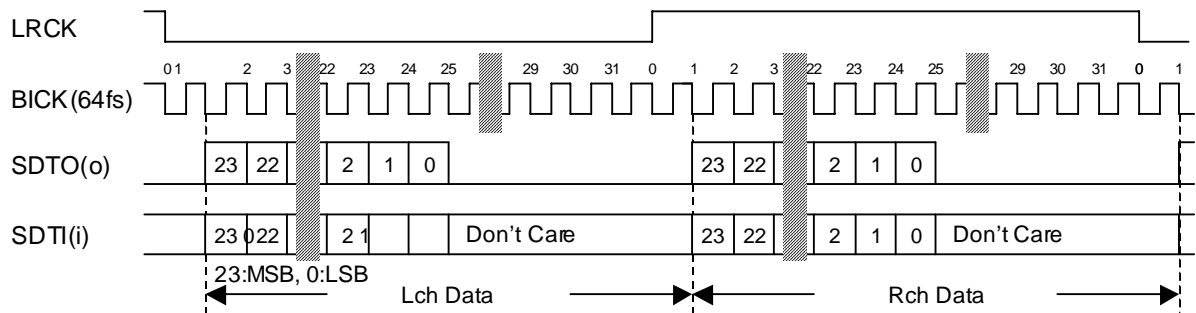 LRCK
0 1 2 3 22 23 24 25 29 30 31 0 1 2 3 22 23 24 25 29 30 31 0 1
BICK(64fs)
SDTO(o) 23 22 2 1 0 23 22 2 1 0
SDTI(i) 23 0 22 2 1 Don't Care 23 22 2 1 0 Don't Care
23:MSB, 0:LSB
Lch Data Rch Data